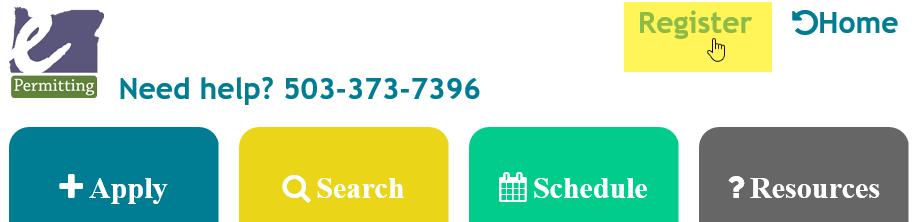 Register Home
e
Permitting
Need help? 503-373-7396
Apply Search Schedule ? Resources